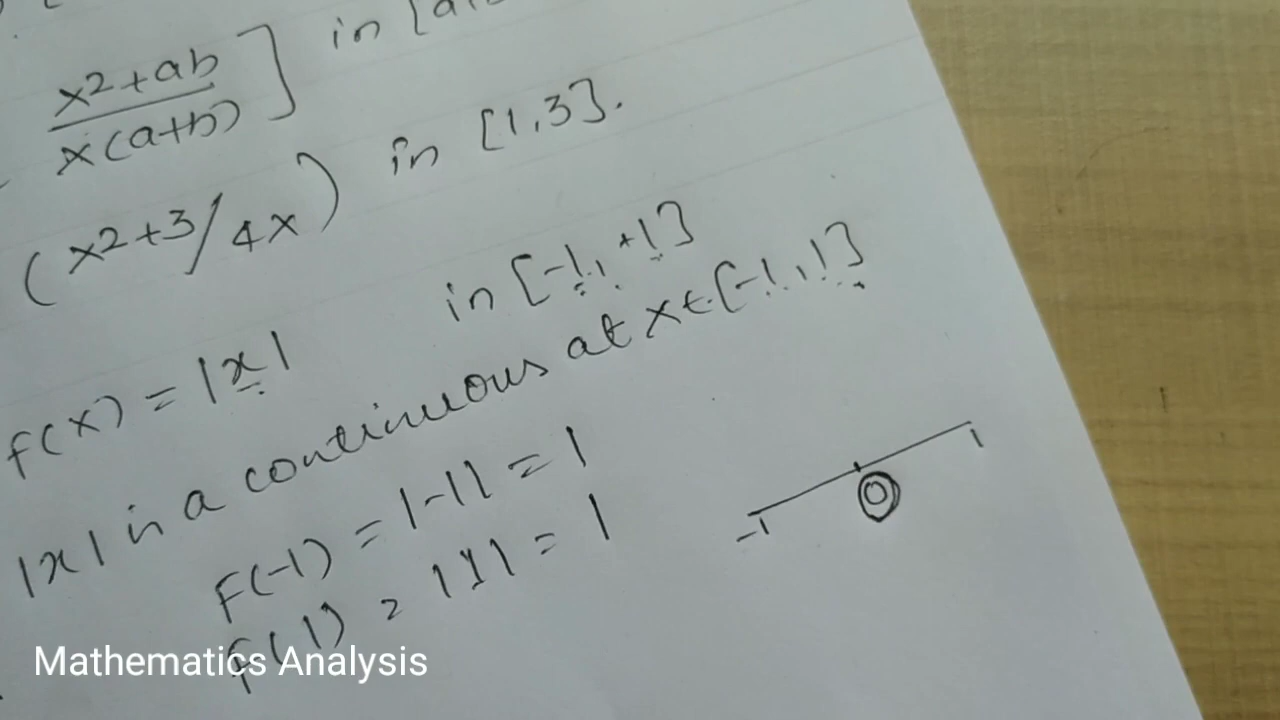 x²+ab / x(a+b) ] in [a,
(x²+3/4x) in [1,3].
f(x) = |x| in [-1, +1]
|x| is a continuous at x ∈ [-1, 1]
f(-1) = |-1| = 1
f(1) = |1| = 1
-1 0 1
Mathematics Analysis